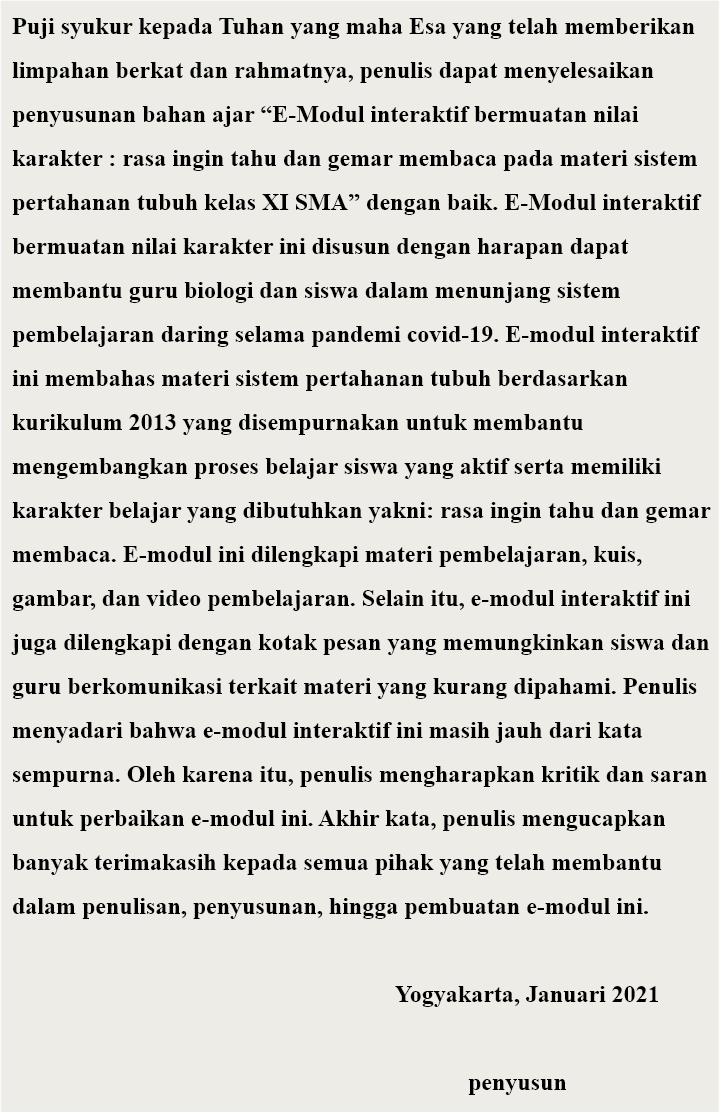 Puji syukur kepada Tuhan yang maha Esa yang telah memberikan
limpahan berkat dan rahmatnya, penulis dapat menyelesaikan
penyusunan bahan ajar “E-Modul interaktif bermuatan nilai
karakter : rasa ingin tahu dan gemar membaca pada materi sistem
pertahanan tubuh kelas XI SMA” dengan baik. E-Modul interaktif
bermuatan nilai karakter ini disusun dengan harapan dapat
membantu guru biologi dan siswa dalam menunjang sistem
pembelajaran daring selama pandemi covid-19. E-modul interaktif
ini membahas materi sistem pertahanan tubuh berdasarkan
kurikulum 2013 yang disempurnakan untuk membantu
mengembangkan proses belajar siswa yang aktif serta memiliki
karakter belajar yang dibutuhkan yakni: rasa ingin tahu dan gemar
membaca. E-modul ini dilengkapi materi pembelajaran, kuis,
gambar, dan video pembelajaran. Selain itu, e-modul interaktif ini
juga dilengkapi dengan kotak pesan yang memungkinkan siswa dan
guru berkomunikasi terkait materi yang kurang dipahami. Penulis
menyadari bahwa e-modul interaktif ini masih jauh dari kata
sempurna. Oleh karena itu, penulis mengharapkan kritik dan saran
untuk perbaikan e-modul ini. Akhir kata, penulis mengucapkan
banyak terimakasih kepada semua pihak yang telah membantu
dalam penulisan, penyusunan, hingga pembuatan e-modul ini.
Yogyakarta, Januari 2021
penyusun